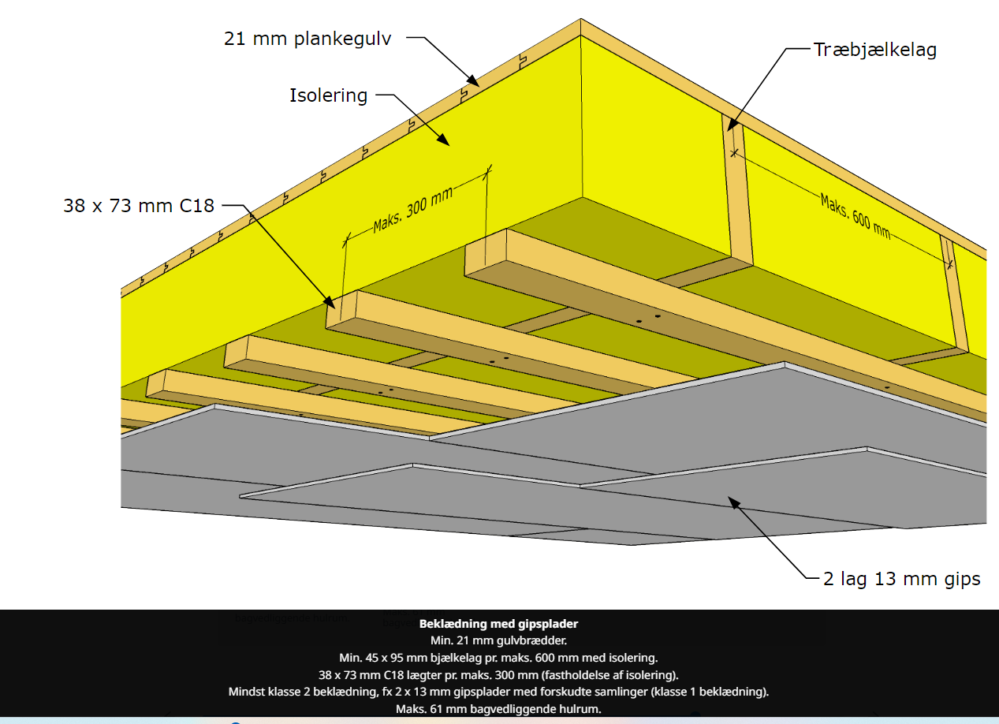 21 mm plankegulv
Træbjælkelag
Isolering
Maks. 300 mm
38 x 73 mm C18
Maks. 600 mm
2 lag 13 mm gips
Beklædning med gipsplader
Min. 21 mm gulvbrædder.
Min. 45 x 95 mm bjælkelag pr. maks. 600 mm med isolering.
38 x 73 mm C18 lægter pr. maks. 300 mm (fastholdelse af isolering).
Mindst klasse 2 beklædning, fx 2 x 13 mm gipsplader med forskudte samlinger (klasse 1 beklædning).
Maks. 61 mm bagvedliggende hulrum.